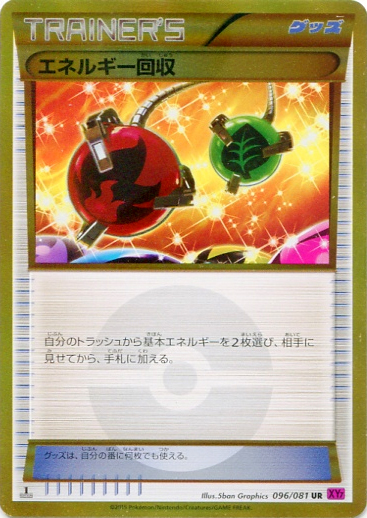 TRAINER'S グッズ
エネルギー回収
自分のトラッシュから基本エネルギーを2枚選び、相手に
見せてから、手札に加える。
グッズは、自分の番に何枚でも使える。
Illus. 5ban Graphics 096/081 UR XY7
©2015 Pokémon/Nintendo/Creatures/GAME FREAK.